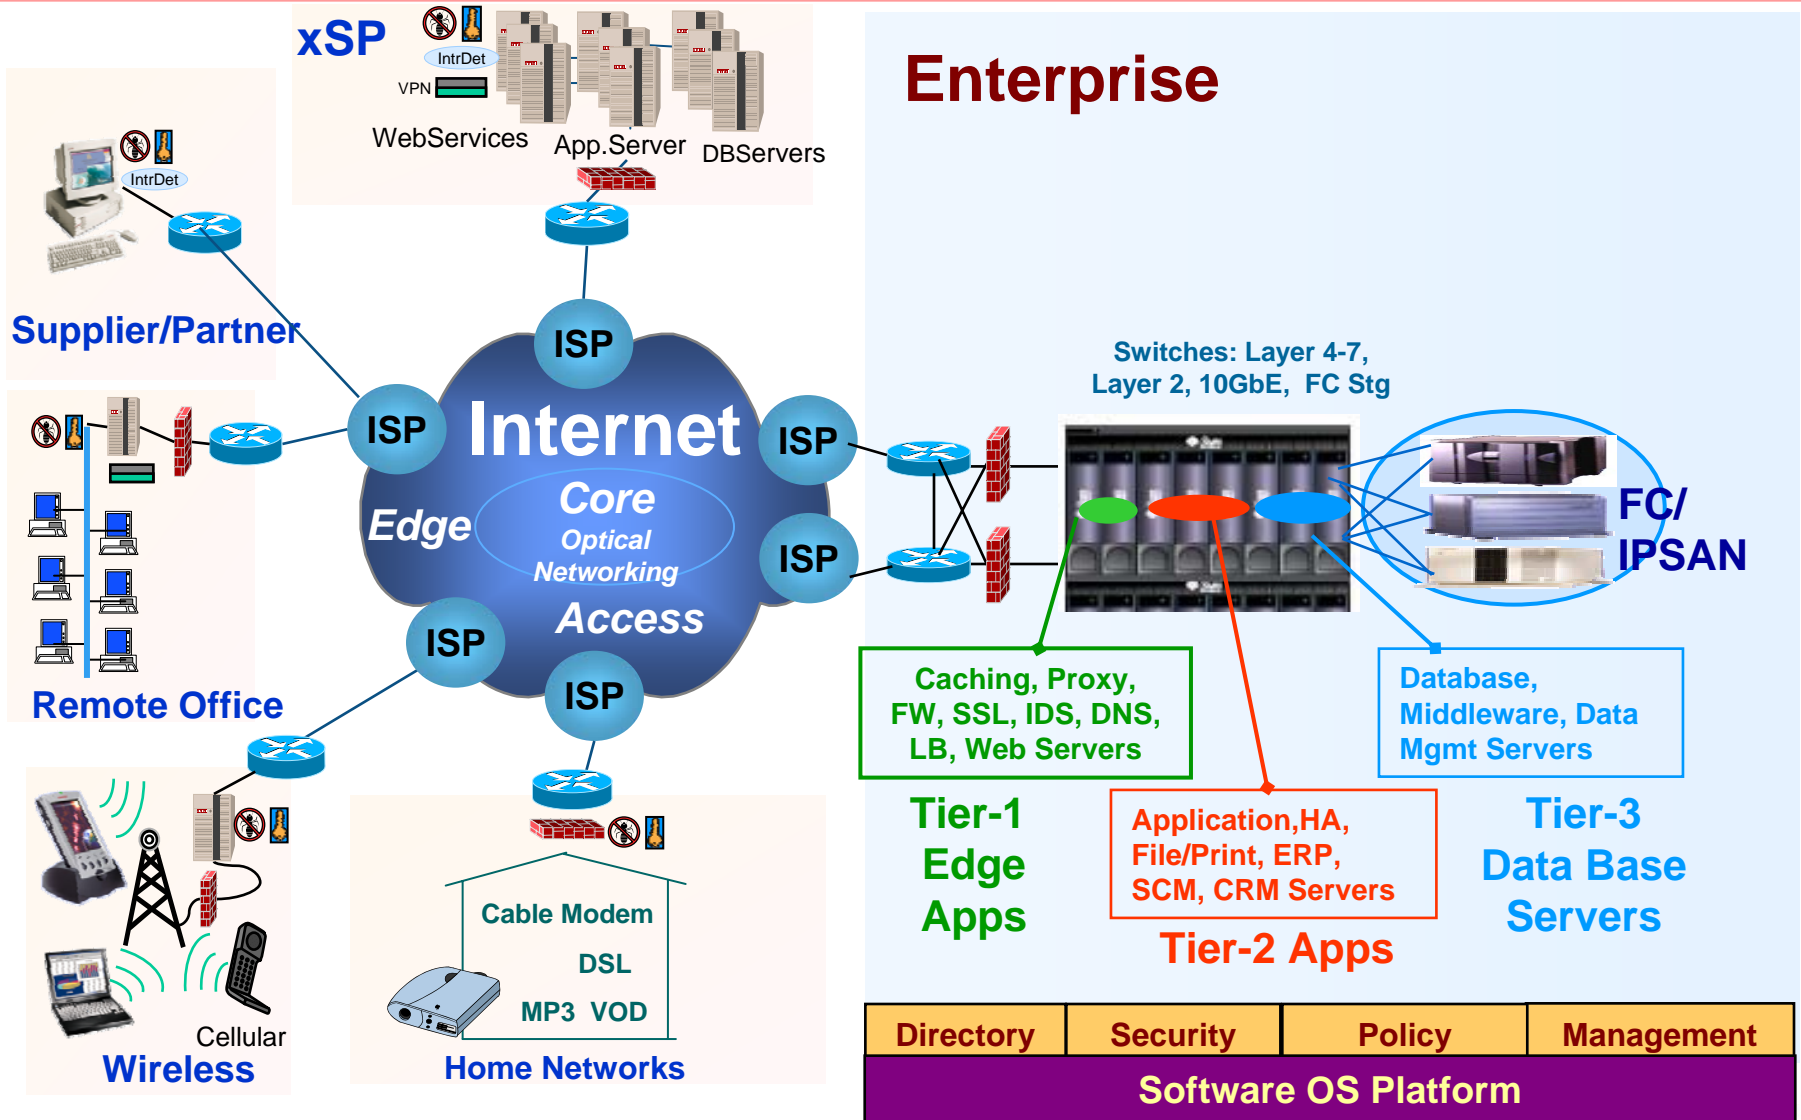 xSP
IntrDet
VPN
WebServices
App.Server
DBServers
Enterprise
IntrDet
Supplier/Partner
ISP
Switches: Layer 4-7,
Layer 2, 10GbE,  FC Stg
ISP
Internet
ISP
Core
Edge
Optical
Networking
ISP
Access
FC/
IPSAN
ISP
ISP
Remote Office
Caching, Proxy,
FW, SSL, IDS, DNS,
LB, Web Servers
Database,
Middleware, Data
Mgmt Servers
Tier-1
Edge
Apps
Application,HA,
File/Print, ERP,
SCM, CRM Servers
Tier-2 Apps
Tier-3
Data Base
Servers
Cable Modem
DSL
MP3  VOD
Cellular
Wireless
Home Networks
Directory
Security
Policy
Management
Software OS Platform